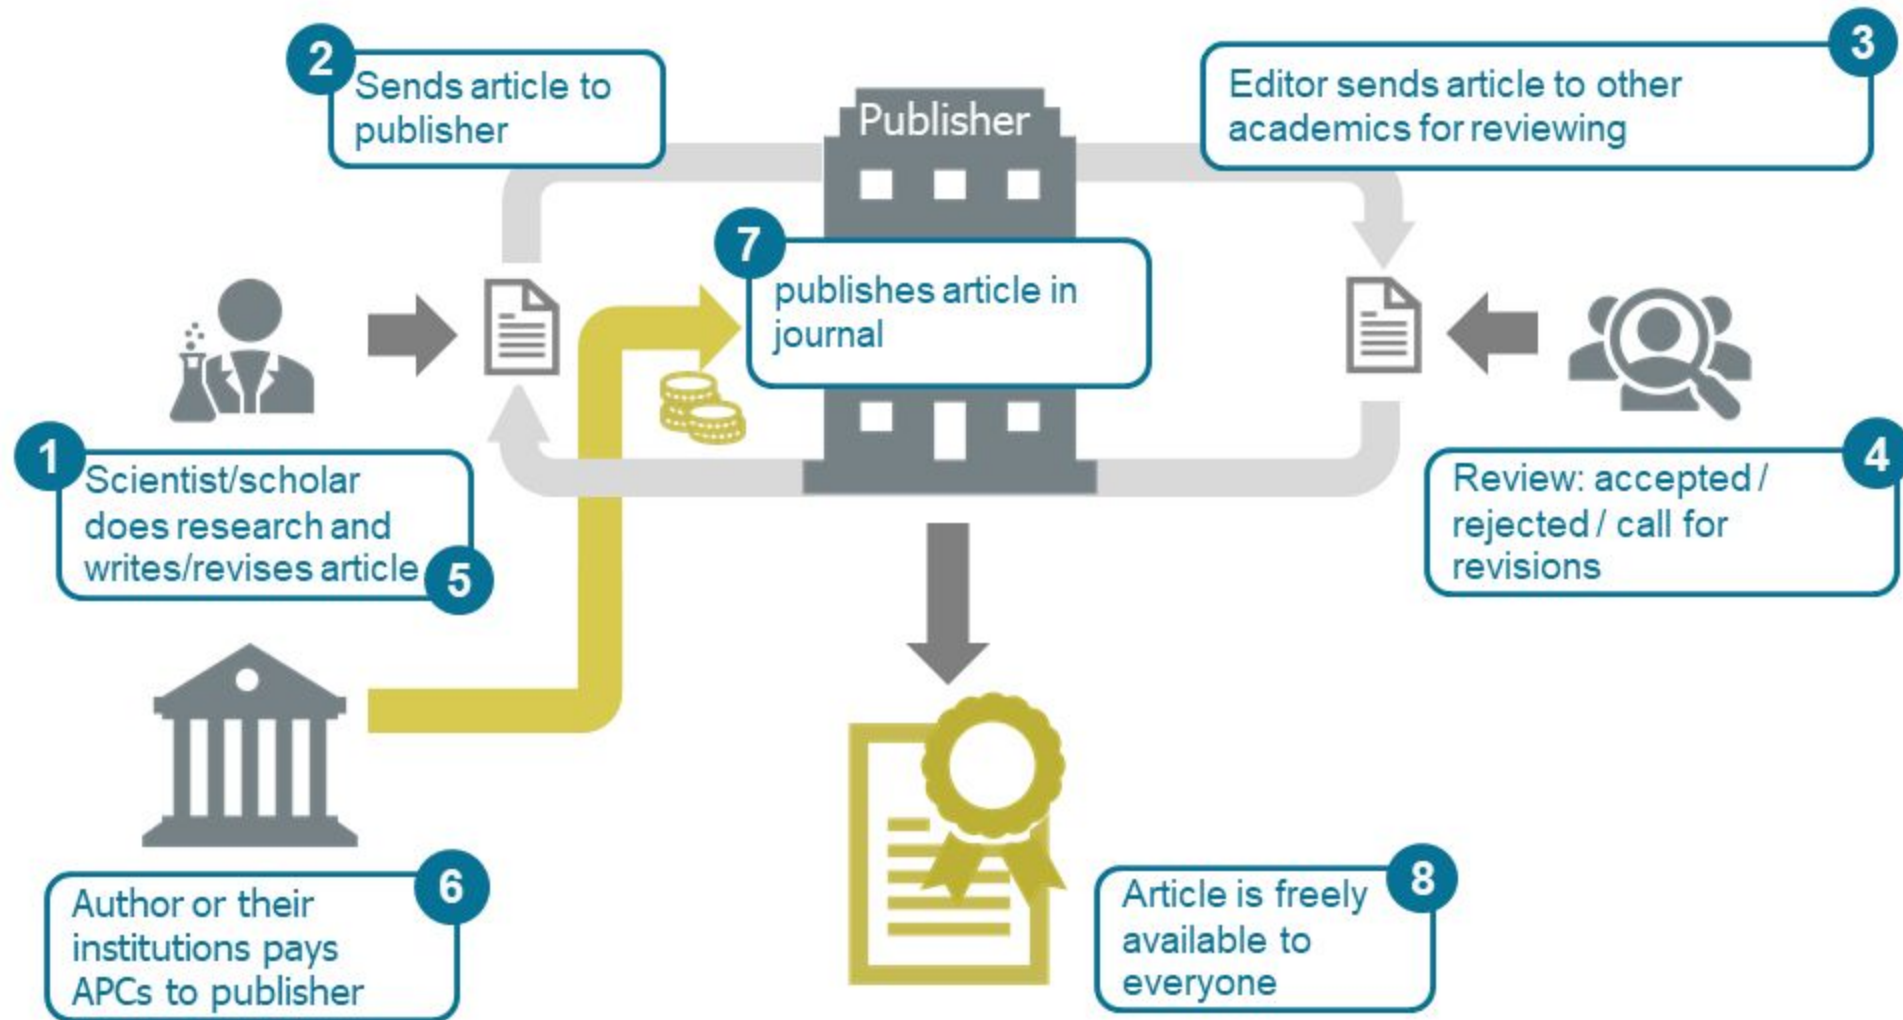 2
Sends article to
publisher
3
Editor sends article to other
academics for reviewing
Publisher
7
publishes article in
journal
1
Scientist/scholar
does research and
writes/revises article
5
4
Review: accepted /
rejected / call for
revisions
6
Author or their
institutions pays
APCs to publisher
8
Article is freely
available to
everyone